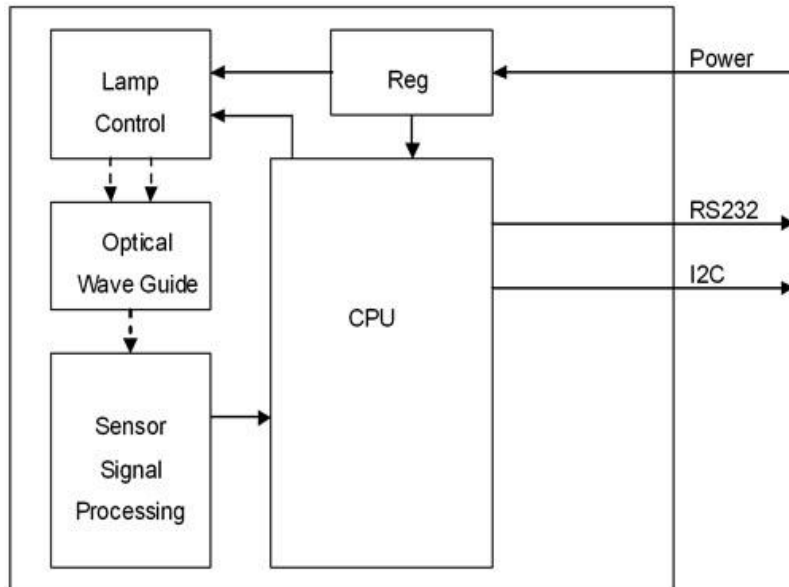 Lamp
Control
Reg
Power
Optical
Wave Guide
CPU
RS232
I2C
Sensor
Signal
Processing